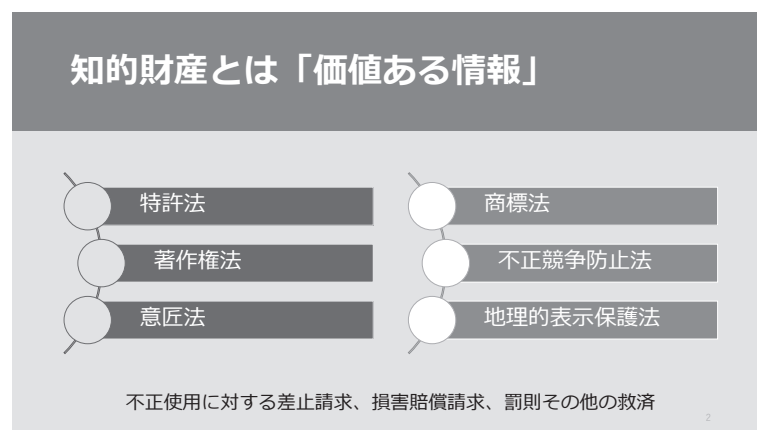 知的財産とは「価値ある情報」
特許法
著作権法
意匠法
商標法
不正競争防止法
地理的表示保護法
不正使用に対する差止請求、損害賠償請求、罰則その他の救済
2